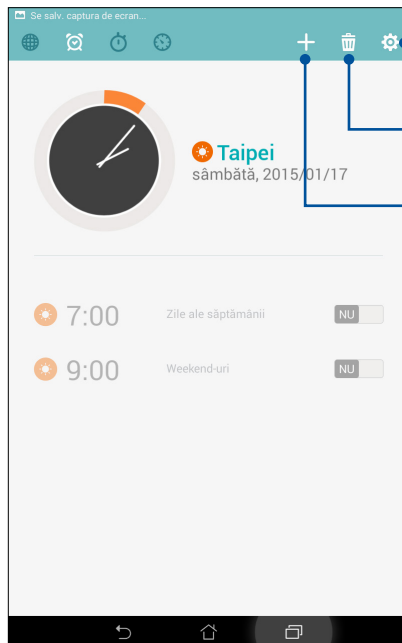 Se salv. captura de ecran...
Taipei
sâmbătă, 2015/01/17
7:00 Zile ale săptămânii NU
9:00 Weekend-uri NU